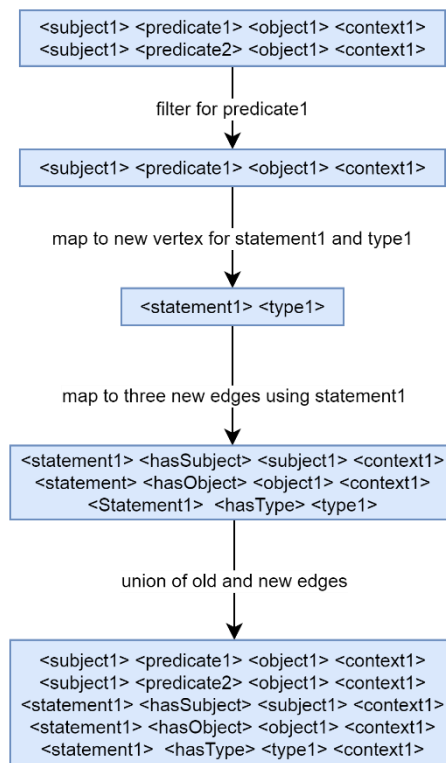 <subject1> <predicate1> <object1> <context1>
<subject1> <predicate2> <object1> <context1>
filter for predicate1
<subject1> <predicate1> <object1> <context1>
map to new vertex for statement1 and type1
<statement1> <type1>
map to three new edges using statement1
<statement1> <hasSubject> <subject1> <context1>
<statement> <hasObject> <object1> <context1>
<Statement1> <hasType> <type1>
union of old and new edges
<subject1> <predicate1> <object1> <context1>
<subject1> <predicate2> <object1> <context1>
<statement1> <hasSubject> <subject1> <context1>
<statement1> <hasObject> <object1> <context1>
<statement1> <hasType> <type1> <context1>